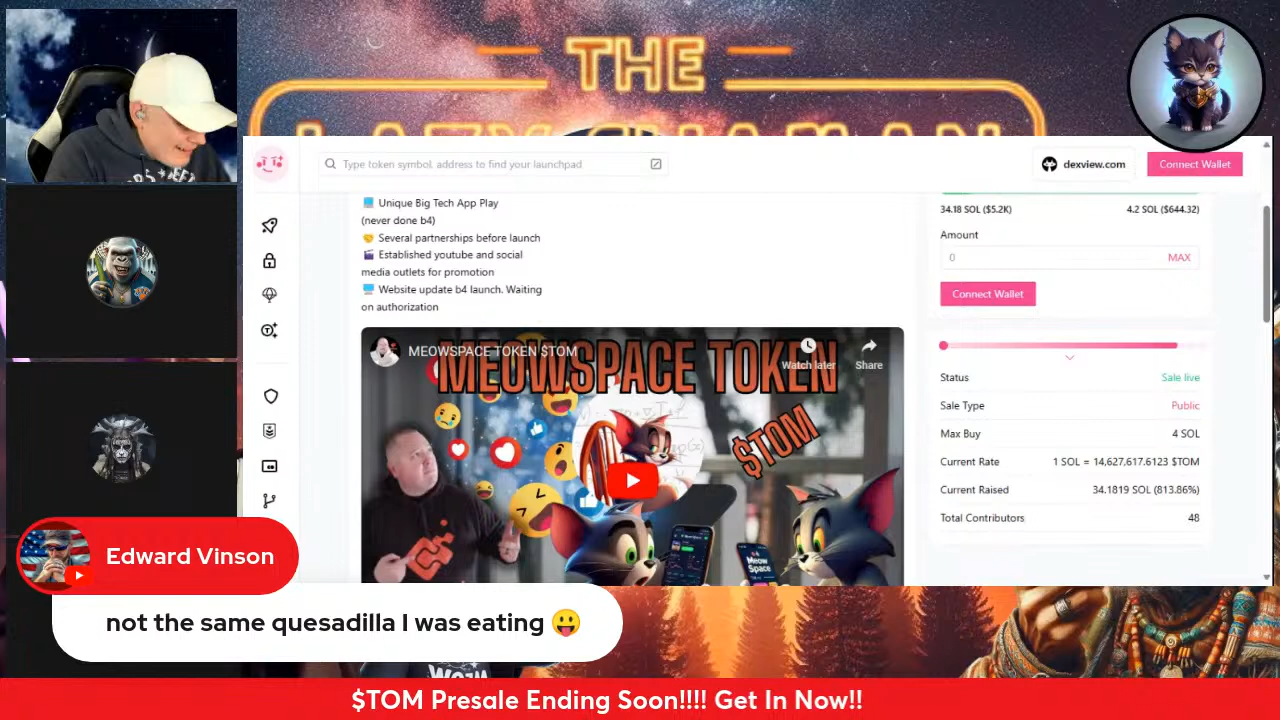 THE
LAZY SHAMAN
Type token symbol, address to find your launchpad
dexview.com
Connect Wallet
Unique Big Tech App Play
(never done b4)
Several partnerships before launch
Established youtube and social
media outlets for promotion
Website update b4 launch. Waiting
on authorization
34.18 SOL ($5.2K)
4.2 SOL ($644.32)
Amount
0
MAX
Connect Wallet
MEOWSPACE TOKEN $TOM
Watch later
Share
MEOWSPACE TOKEN
$TOM
Meow
Space
Status
Sale live
Sale Type
Public
Max Buy
4 SOL
Current Rate
1 SOL = 14,627,617.6123 $TOM
Current Raised
34.1819 SOL (813.86%)
Total Contributors
48
Edward Vinson
not the same quesadilla I was eating 😛
$TOM Presale Ending Soon!!!! Get In Now!!